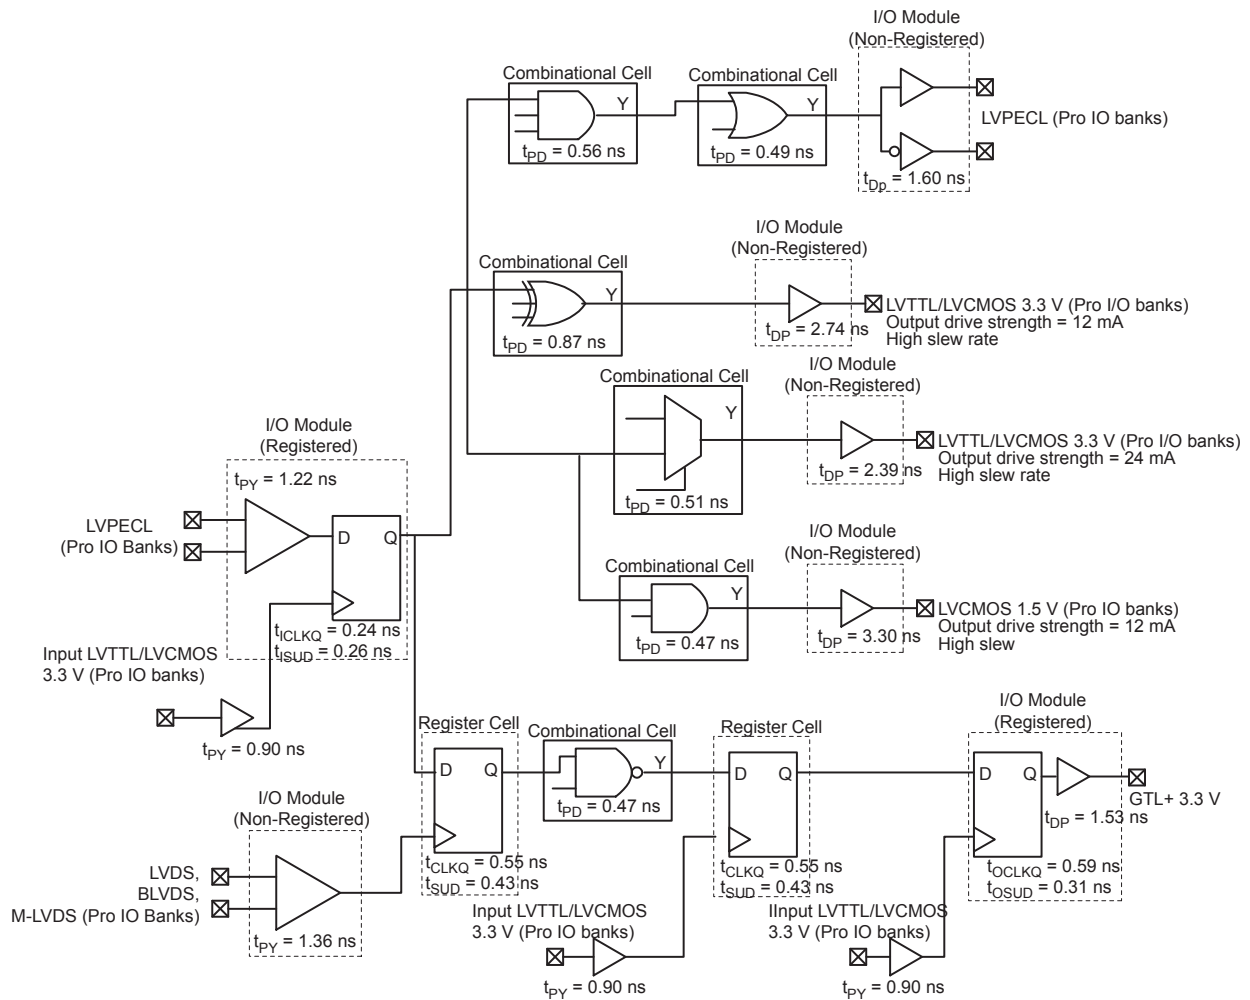 I/O Module
(Non-Registered)
Combinational Cell
Y
tPD = 0.56 ns
Combinational Cell
Y
tPD = 0.49 ns
LVPECL (Pro IO banks)
tDp = 1.60 ns
I/O Module
(Non-Registered)
Combinational Cell
Y
tPD = 0.87 ns
tDP = 2.74 ns
LVTTL/LVCMOS 3.3 V (Pro I/O banks)
Output drive strength = 12 mA
High slew rate
I/O Module
(Non-Registered)
Combinational Cell
Y
tPD = 0.51 ns
tDP = 2.39 ns
LVTTL/LVCMOS 3.3 V (Pro I/O banks)
Output drive strength = 24 mA
High slew rate
I/O Module
(Registered)
tPY = 1.22 ns
LVPECL
(Pro IO Banks)
D
Q
tICLKQ = 0.24 ns
tISUD = 0.26 ns
Input LVTTL/LVCMOS
3.3 V (Pro IO banks)
tPY = 0.90 ns
I/O Module
(Non-Registered)
Combinational Cell
Y
tPD = 0.47 ns
tDP = 3.30 ns
LVCMOS 1.5 V (Pro IO banks)
Output drive strength = 12 mA
High slew
Register Cell
D
Q
tCLKQ = 0.55 ns
tSUD = 0.43 ns
Combinational Cell
Y
tPD = 0.47 ns
Register Cell
D
Q
tCLKQ = 0.55 ns
tSUD = 0.43 ns
I/O Module
(Registered)
D
Q
tDP = 1.53 ns
GTL+ 3.3 V
tOCLKQ = 0.59 ns
tOSUD = 0.31 ns
I/O Module
(Non-Registered)
LVDS,
BLVDS,
M-LVDS (Pro IO Banks)
tPY = 1.36 ns
Input LVTTL/LVCMOS
3.3 V (Pro IO banks)
tPY = 0.90 ns
IInput LVTTL/LVCMOS
3.3 V (Pro IO banks)
tPY = 0.90 ns